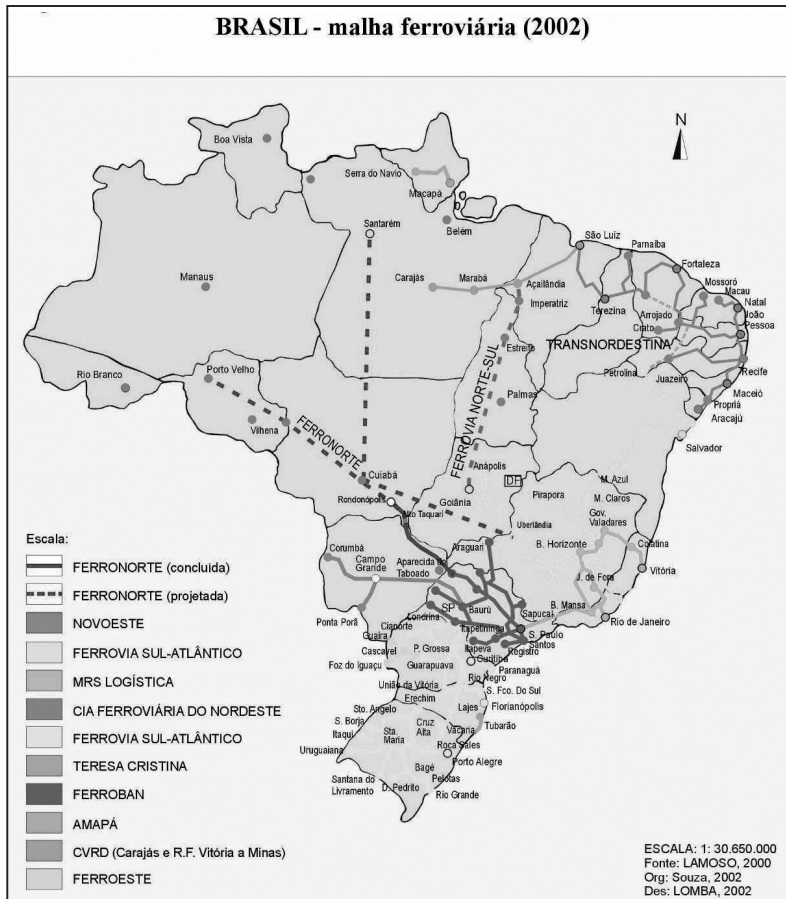 BRASIL - malha ferroviária (2002)
N
Boa Vista
Serra do Navio
Macapá
Santarém
Belém
São Luiz
Parnaíba
Fortaleza
Manaus
Carajás
Marabá
Açailândia
Imperatriz
Terezina
Mossoró
Macau
Natal
João
Pessoa
Arrojado
Crato
TRANSNORDESTINA
Estreito
Rio Branco
Porto Velho
Petrolina
Juazeiro
Recife
Maceió
Propriá
Aracajú
Palmas
FERROVIA NORTE-SUL
FERRONORTE
Vilhena
Salvador
Cuiabá
Anápolis
DF
Rondonópolis
Goiânia
Pirapora
M. Azul
M. Claros
Alto Taquari
Uberlândia
Gov.
Valadares
Araguari
B. Horizonte
Colatina
Corumbá
Campo
Grande
Aparecida do
Taboado
Vitória
J. de Fora
SP
Baurú
Sapucaí
B. Mansa
Rio de Janeiro
Ponta Porã
Londrina
Cianorte
Itapetininga
S. Paulo
Santos
Guaira
Cascavel
P. Grossa
Itapeva
Registro
Curitiba
Foz do Iguaçu
Guarapuava
Paranaguá
Rio Negro
União da Vitória
S. Fco. Do Sul
Erechim
Florianópolis
Sto. Angelo
Lajes
S. Borja
Cruz
Alta
Vacaria
Tubarão
Itaqui
Sta.
Maria
Roca Sales
Uruguaiana
Porto Alegre
Bagé
Santana do
Livramento
D. Pedrito
Pelotas
Rio Grande
Escala:
FERRONORTE (concluida)
FERRONORTE (projetada)
NOVOESTE
FERROVIA SUL-ATLÂNTICO
MRS LOGÍSTICA
CIA FERROVIÁRIA DO NORDESTE
FERROVIA SUL-ATLÂNTICO
TERESA CRISTINA
FERROBAN
AMAPÁ
CVRD (Carajás e R.F. Vitória a Minas)
FERROESTE
ESCALA: 1: 30.650.000
Fonte: LAMOSO, 2000
Org: Souza, 2002
Des: LOMBA, 2002